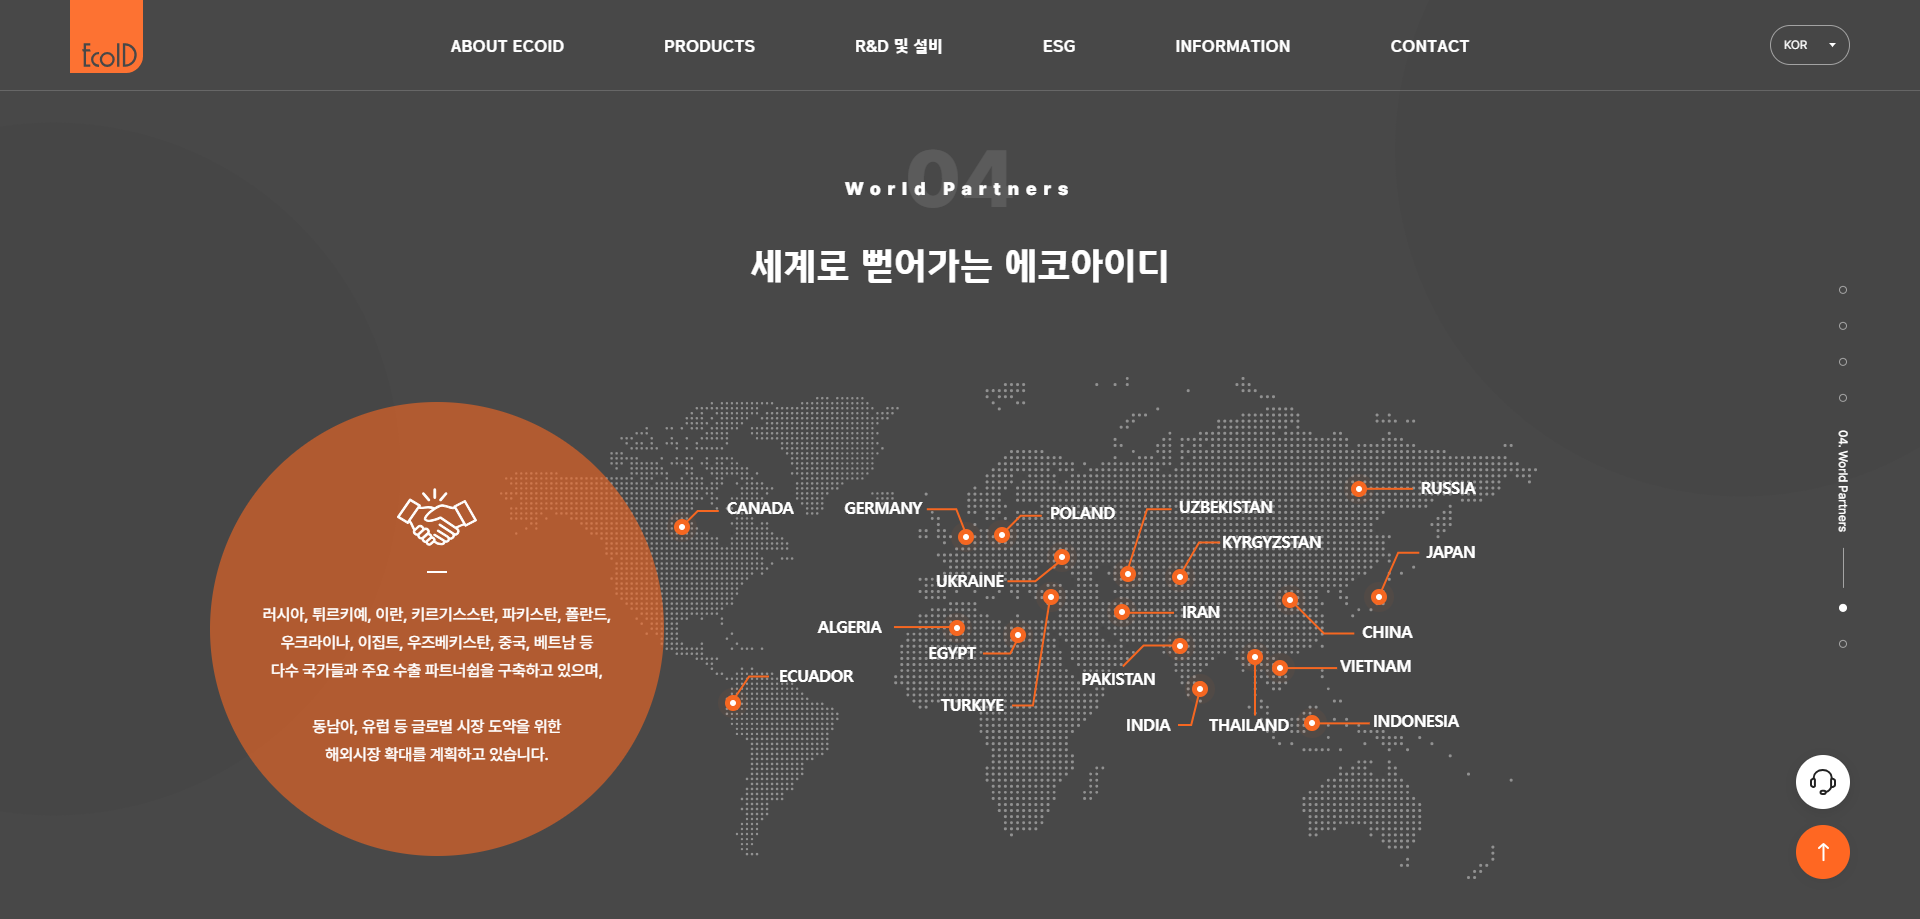 EcoID
ABOUT ECOID
PRODUCTS
R&D 및 설비
ESG
INFORMATION
CONTACT
KOR
04
World Partners
세계로 뻗어가는 에코아이디
04. World Partners
러시아, 튀르키예, 이란, 키르기스스탄, 파키스탄, 폴란드,
우크라이나, 이집트, 우즈베키스탄, 중국, 베트남 등
다수 국가들과 주요 수출 파트너쉽을 구축하고 있으며,
동남아, 유럽 등 글로벌 시장 도약을 위한
해외시장 확대를 계획하고 있습니다.
CANADA
GERMANY
POLAND
UZBEKISTAN
RUSSIA
KYRGYZSTAN
JAPAN
UKRAINE
IRAN
ALGERIA
CHINA
EGYPT
VIETNAM
ECUADOR
PAKISTAN
TURKIYE
INDIA
THAILAND
INDONESIA